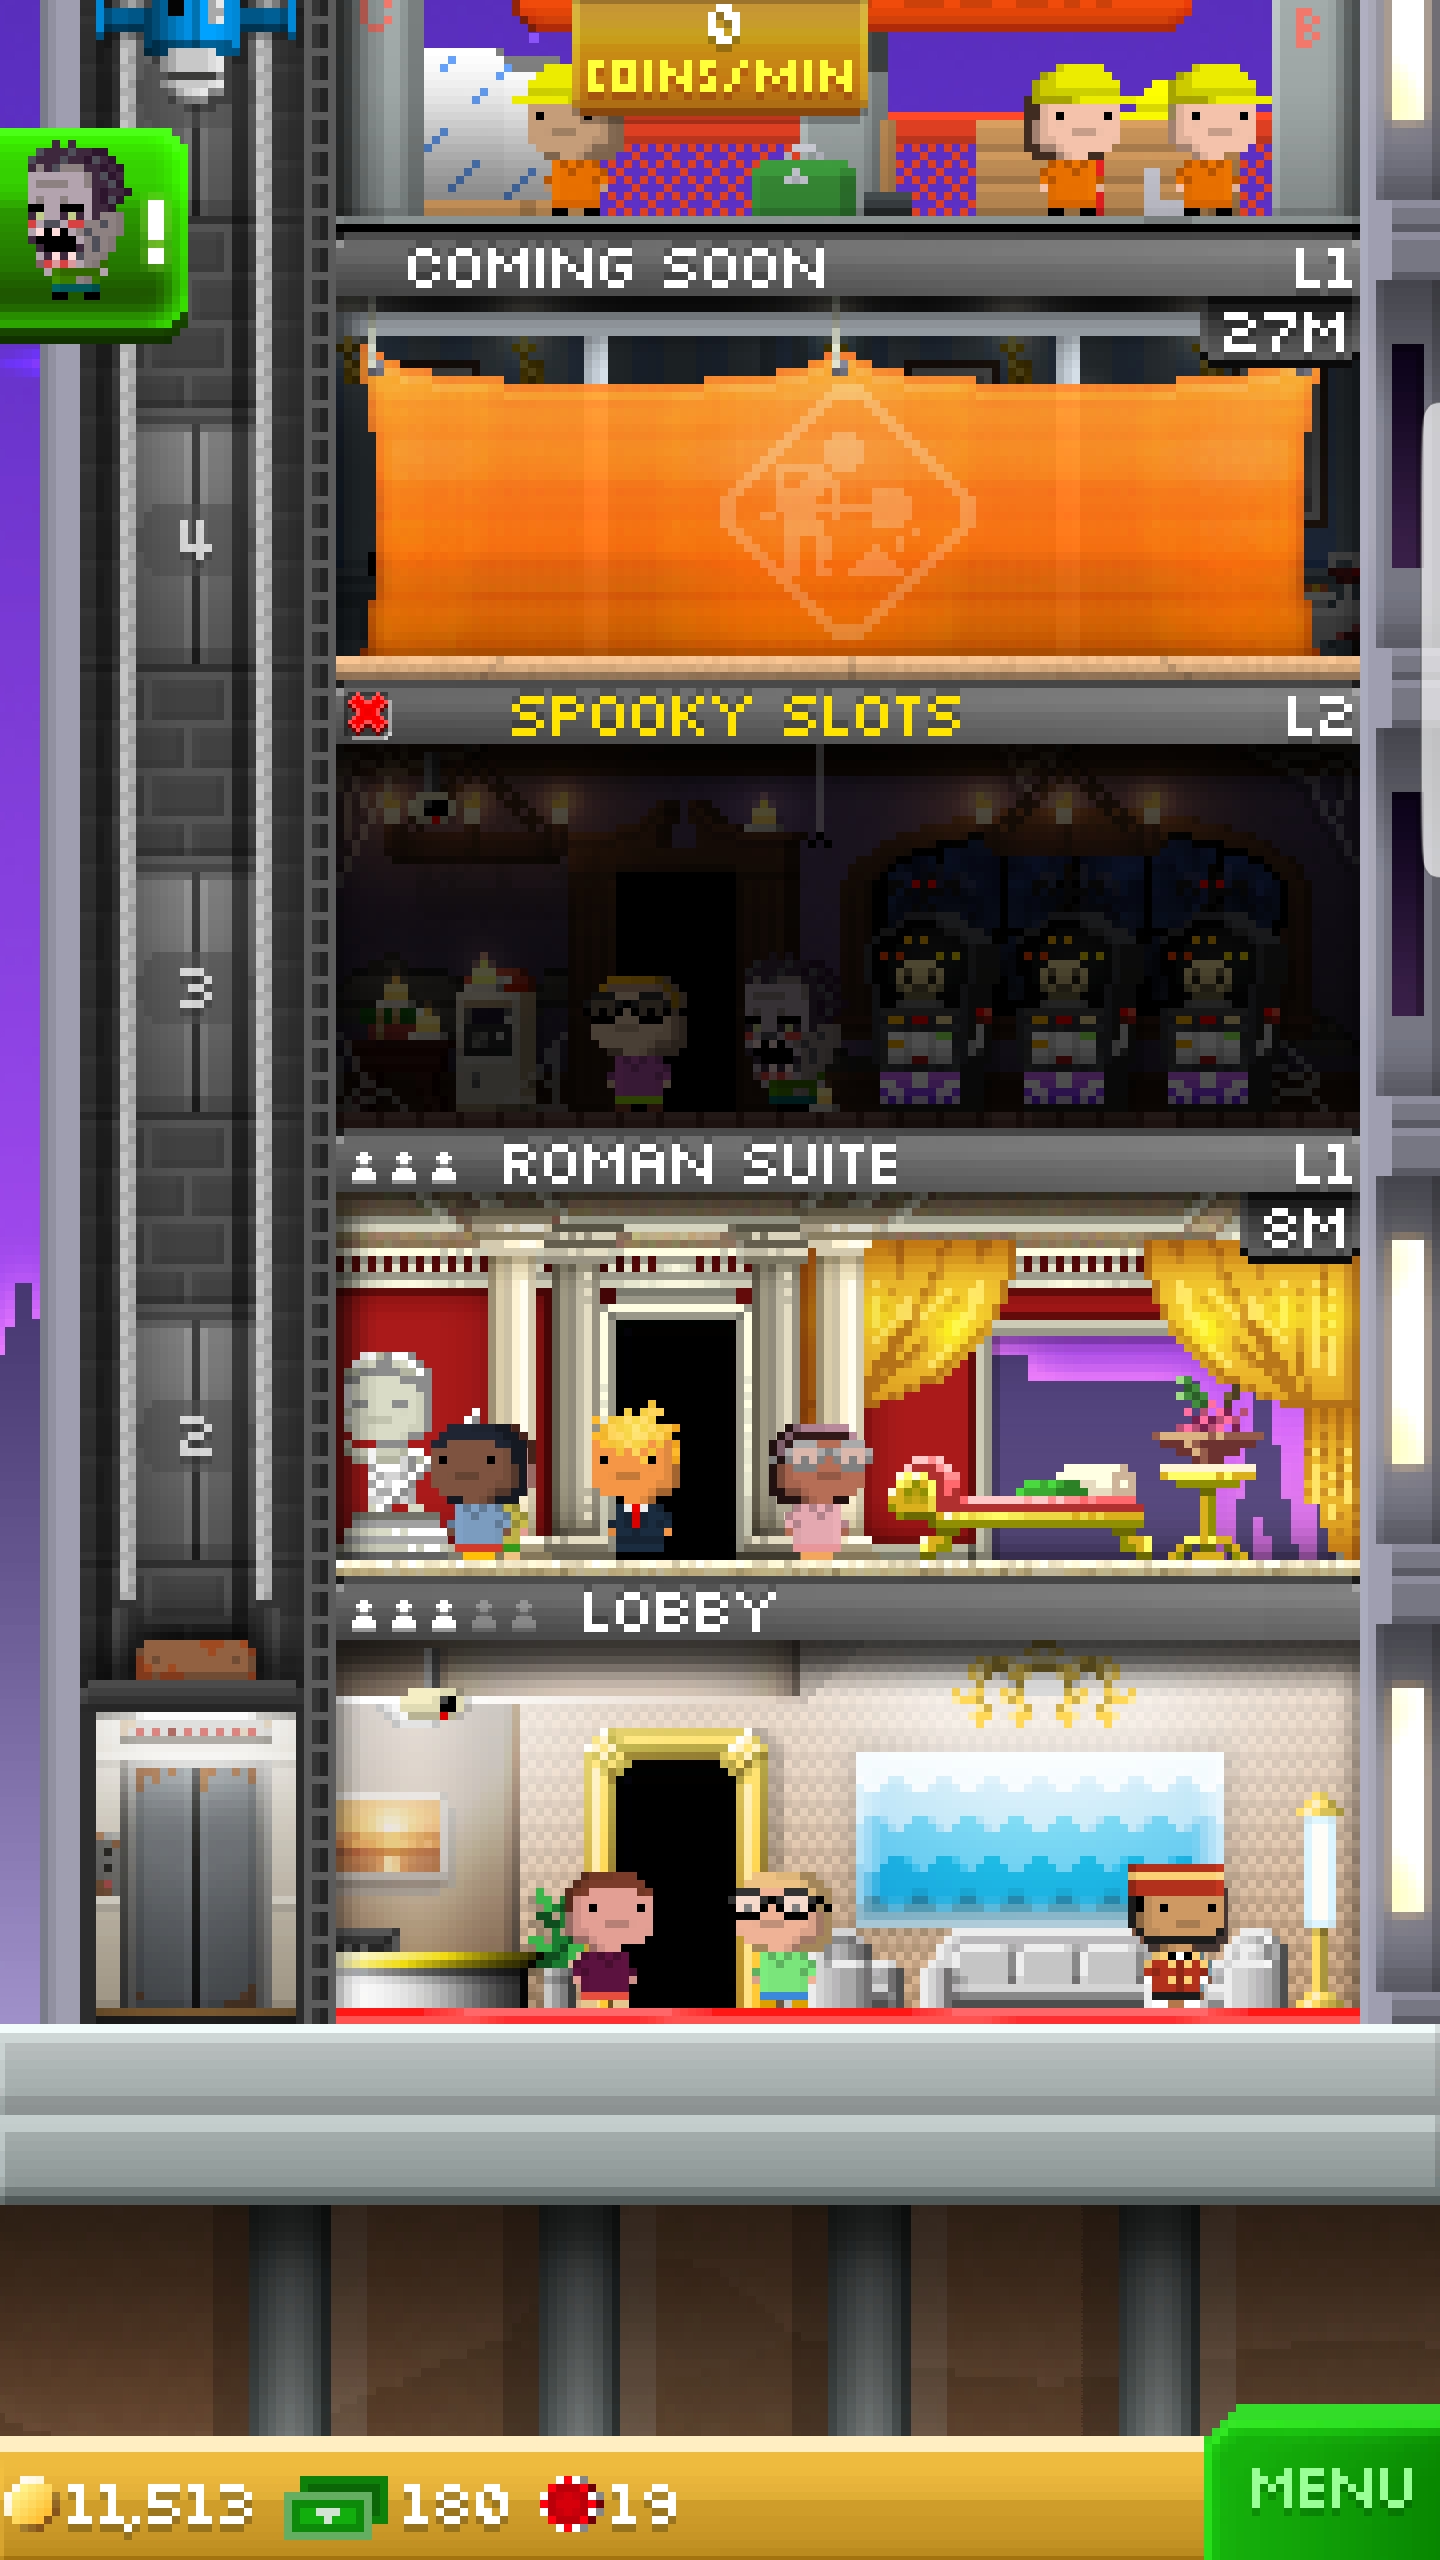 C
B
0
COINS/MIN
!
COMING SOON L1
27M
4
SPOOKY SLOTS L2
3
ROMAN SUITE L1
8M
2
LOBBY
11,513 180 19
MENU